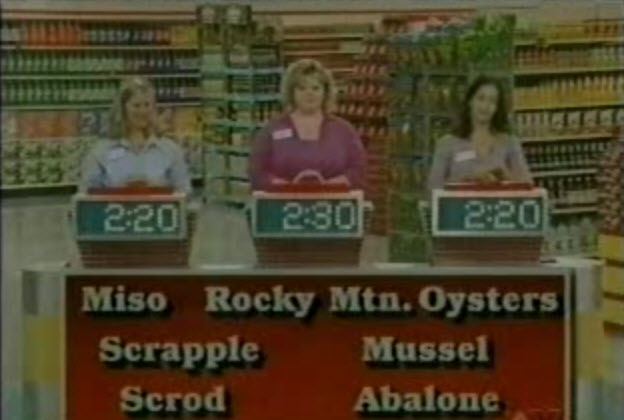 2:20 2:30 2:20
Miso Rocky Mtn. Oysters
Scrapple Mussel
Scrod Abalone